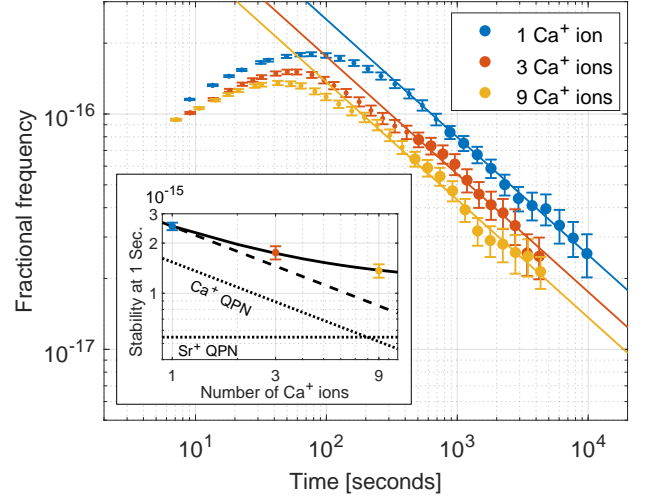 1 Ca⁺ ion
3 Ca⁺ ions
9 Ca⁺ ions
10⁻¹⁶
10⁻¹⁷
Fractional frequency
10⁻¹⁵
3
2
1
Stability at 1 Sec.
Ca⁺ QPN
Sr⁺ QPN
1 3 9
Number of Ca⁺ ions
10¹ 10² 10³ 10⁴
Time [seconds]